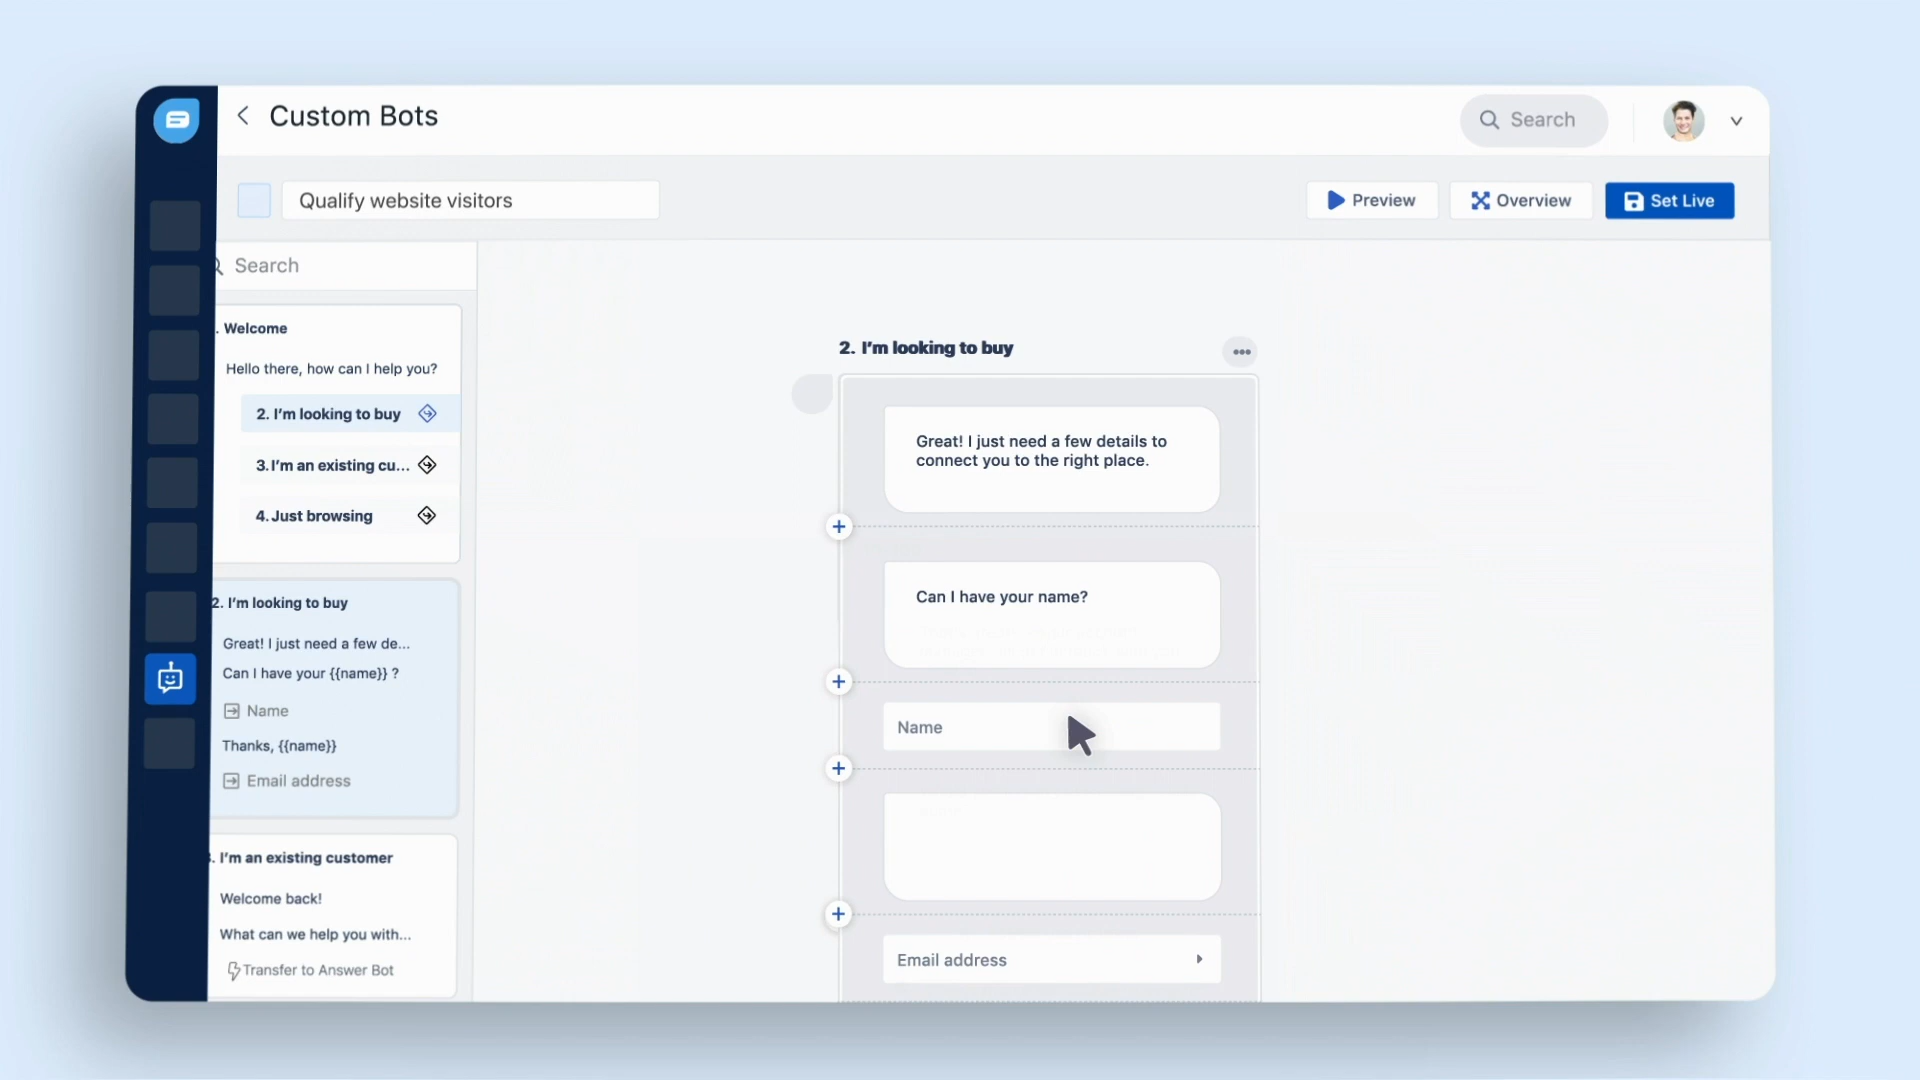 Custom Bots
Search
Qualify website visitors
Preview
Overview
Set Live
Search
. Welcome
Hello there, how can I help you?
2. I'm looking to buy
3. I'm an existing cu...
4. Just browsing
2. I'm looking to buy
Great! I just need a few de...
Can I have your {{name}} ?
Name
Thanks, {{name}}
Email address
. I'm an existing customer
Welcome back!
What can we help you with...
Transfer to Answer Bot
2. I'm looking to buy
Great! I just need a few details to
connect you to the right place.
Can I have your name?
Name
Email address